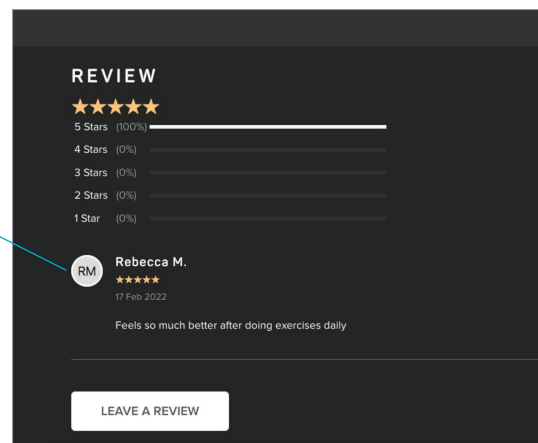 REVIEW
5 Stars (100%)
4 Stars (0%)
3 Stars (0%)
2 Stars (0%)
1 Star (0%)
RM
Rebecca M.
17 Feb 2022
Feels so much better after doing exercises daily
LEAVE A REVIEW